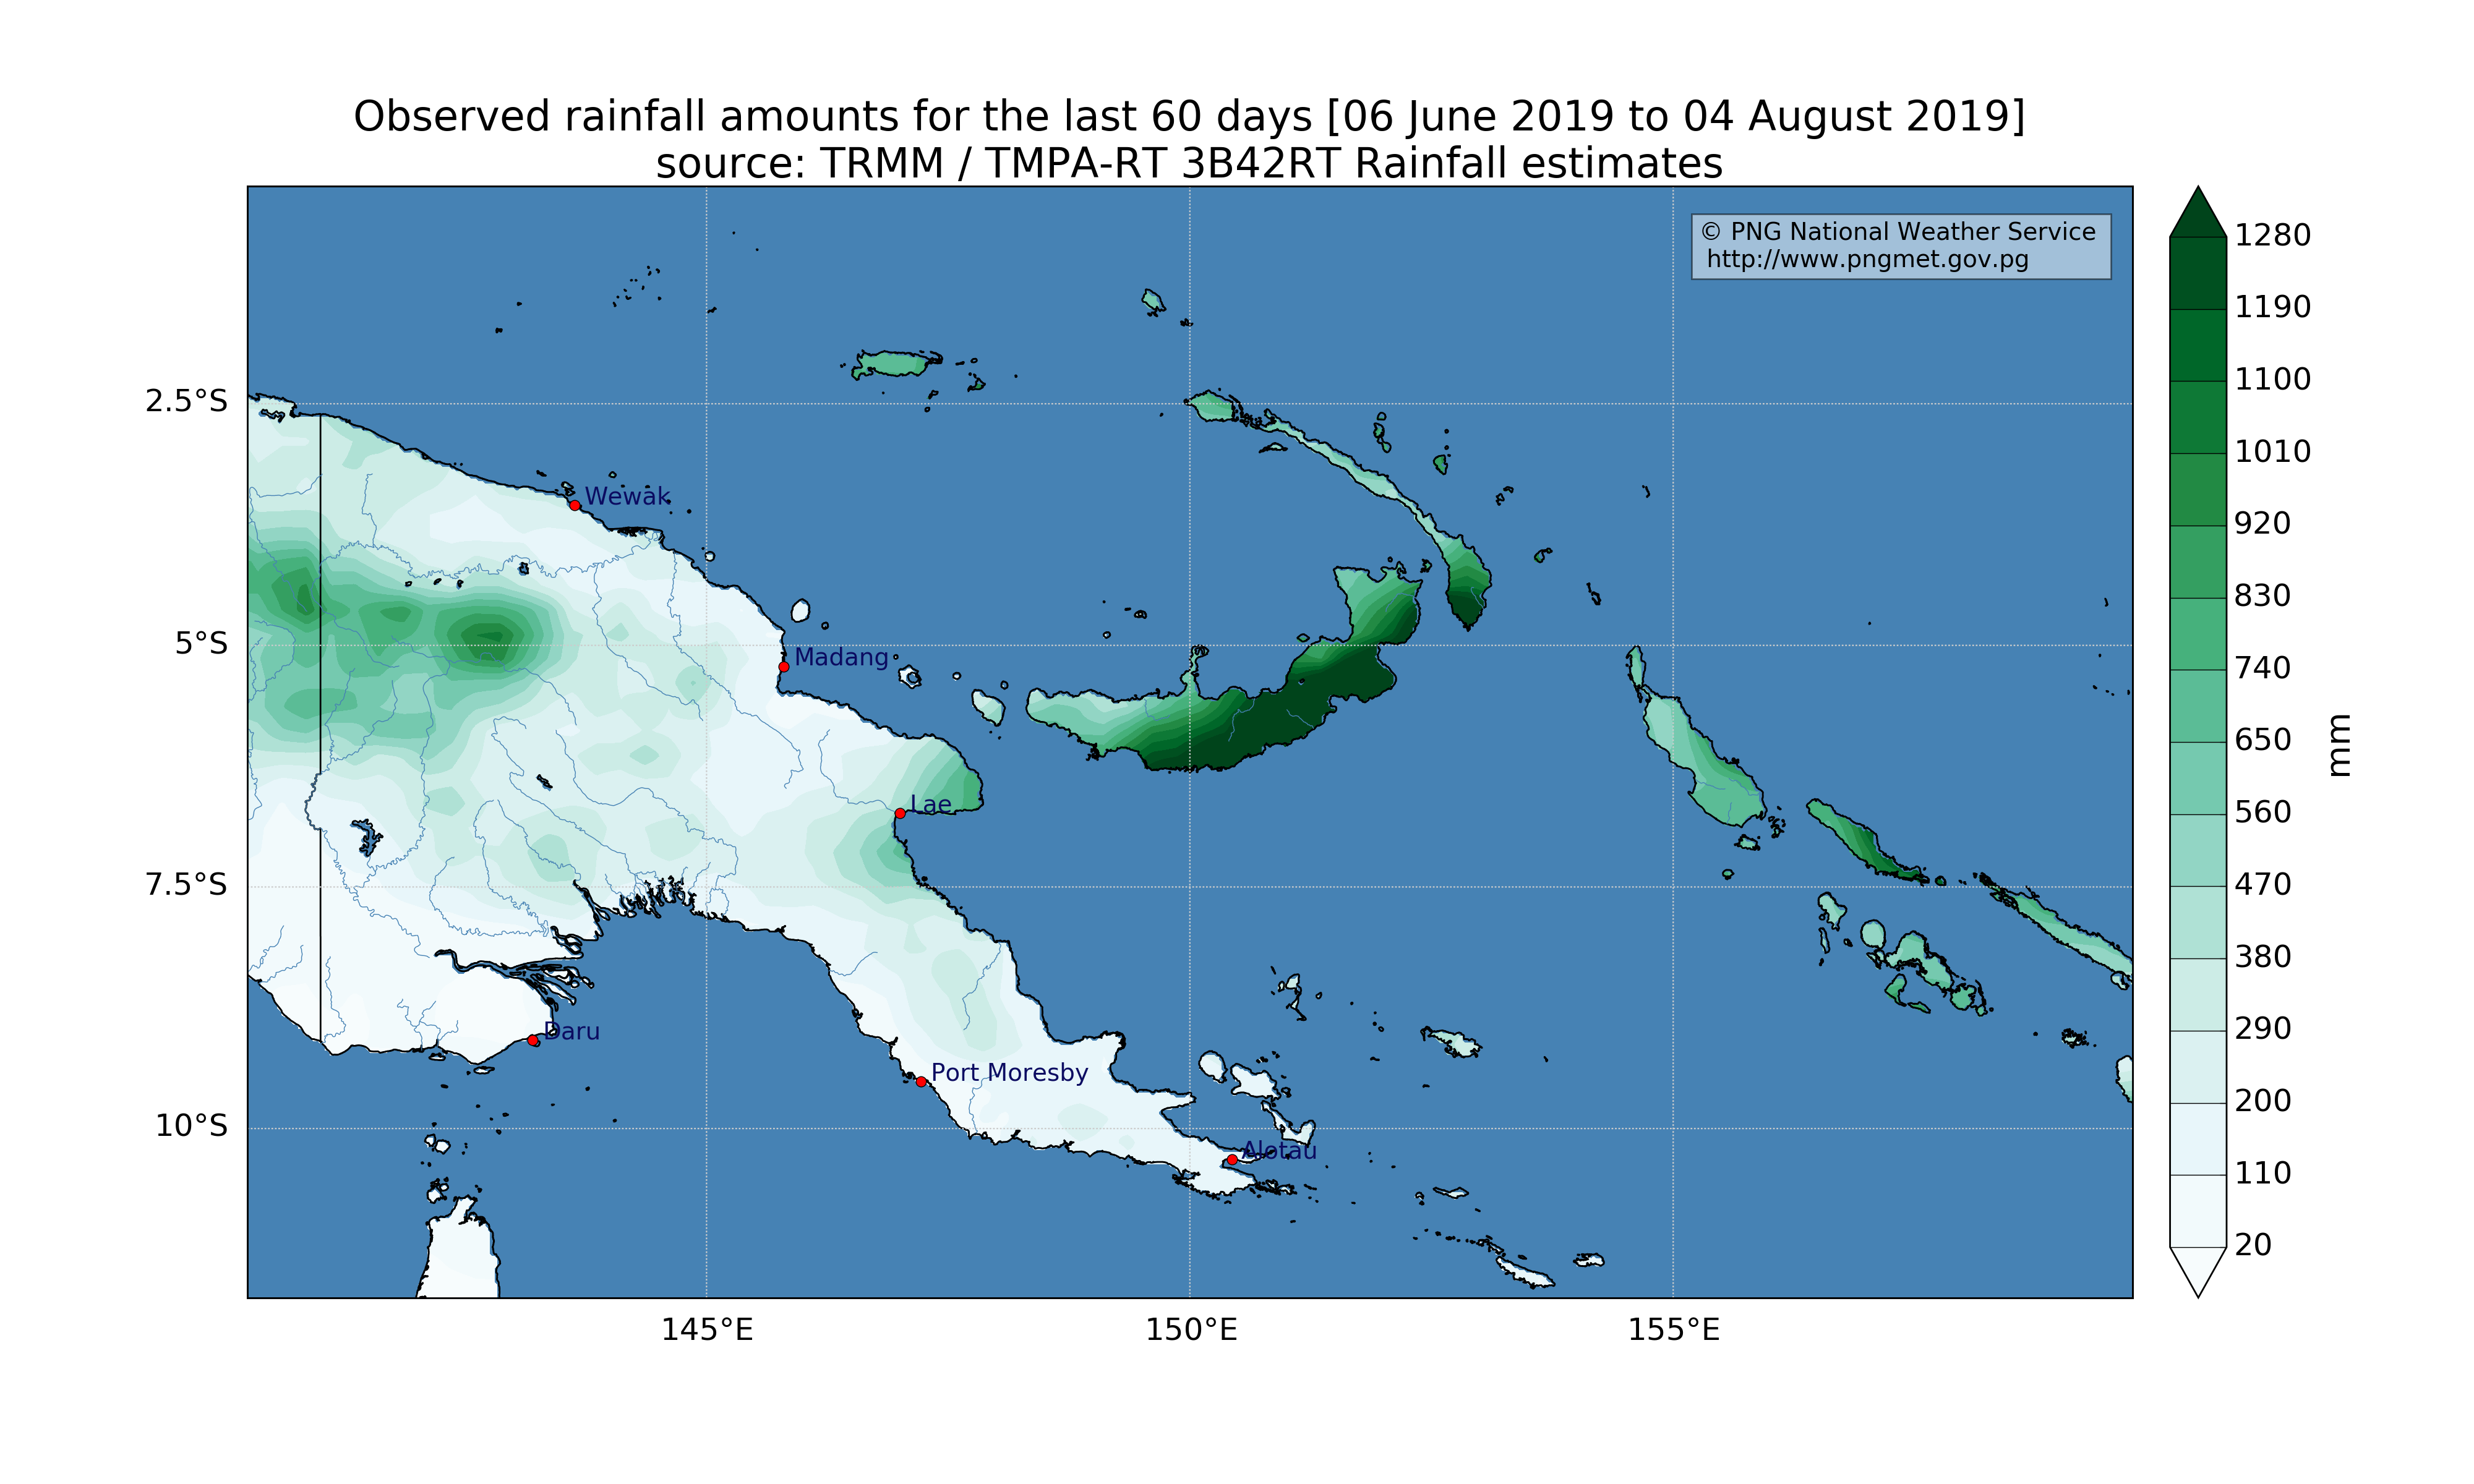 Observed rainfall amounts for the last 60 days [06 June 2019 to 04 August 2019]
source: TRMM / TMPA-RT 3B42RT Rainfall estimates
© PNG National Weather Service
http://www.pngmet.gov.pg
2.5°S
5°S
7.5°S
10°S
Wewak
Madang
Lae
Daru
Port Moresby
Alotau
145°E
150°E
155°E
1280
1190
1100
1010
920
830
740
650
560
470
380
290
200
110
20
mm